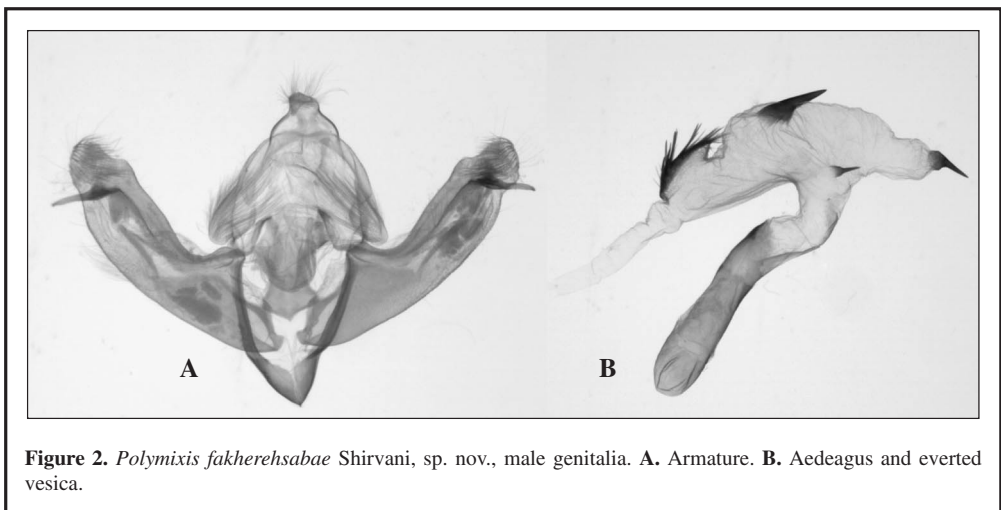 A
B
Figure 2. Polymixis fakherehsabae Shirvani, sp. nov., male genitalia. A. Armature. B. Aedeagus and everted
vesica.